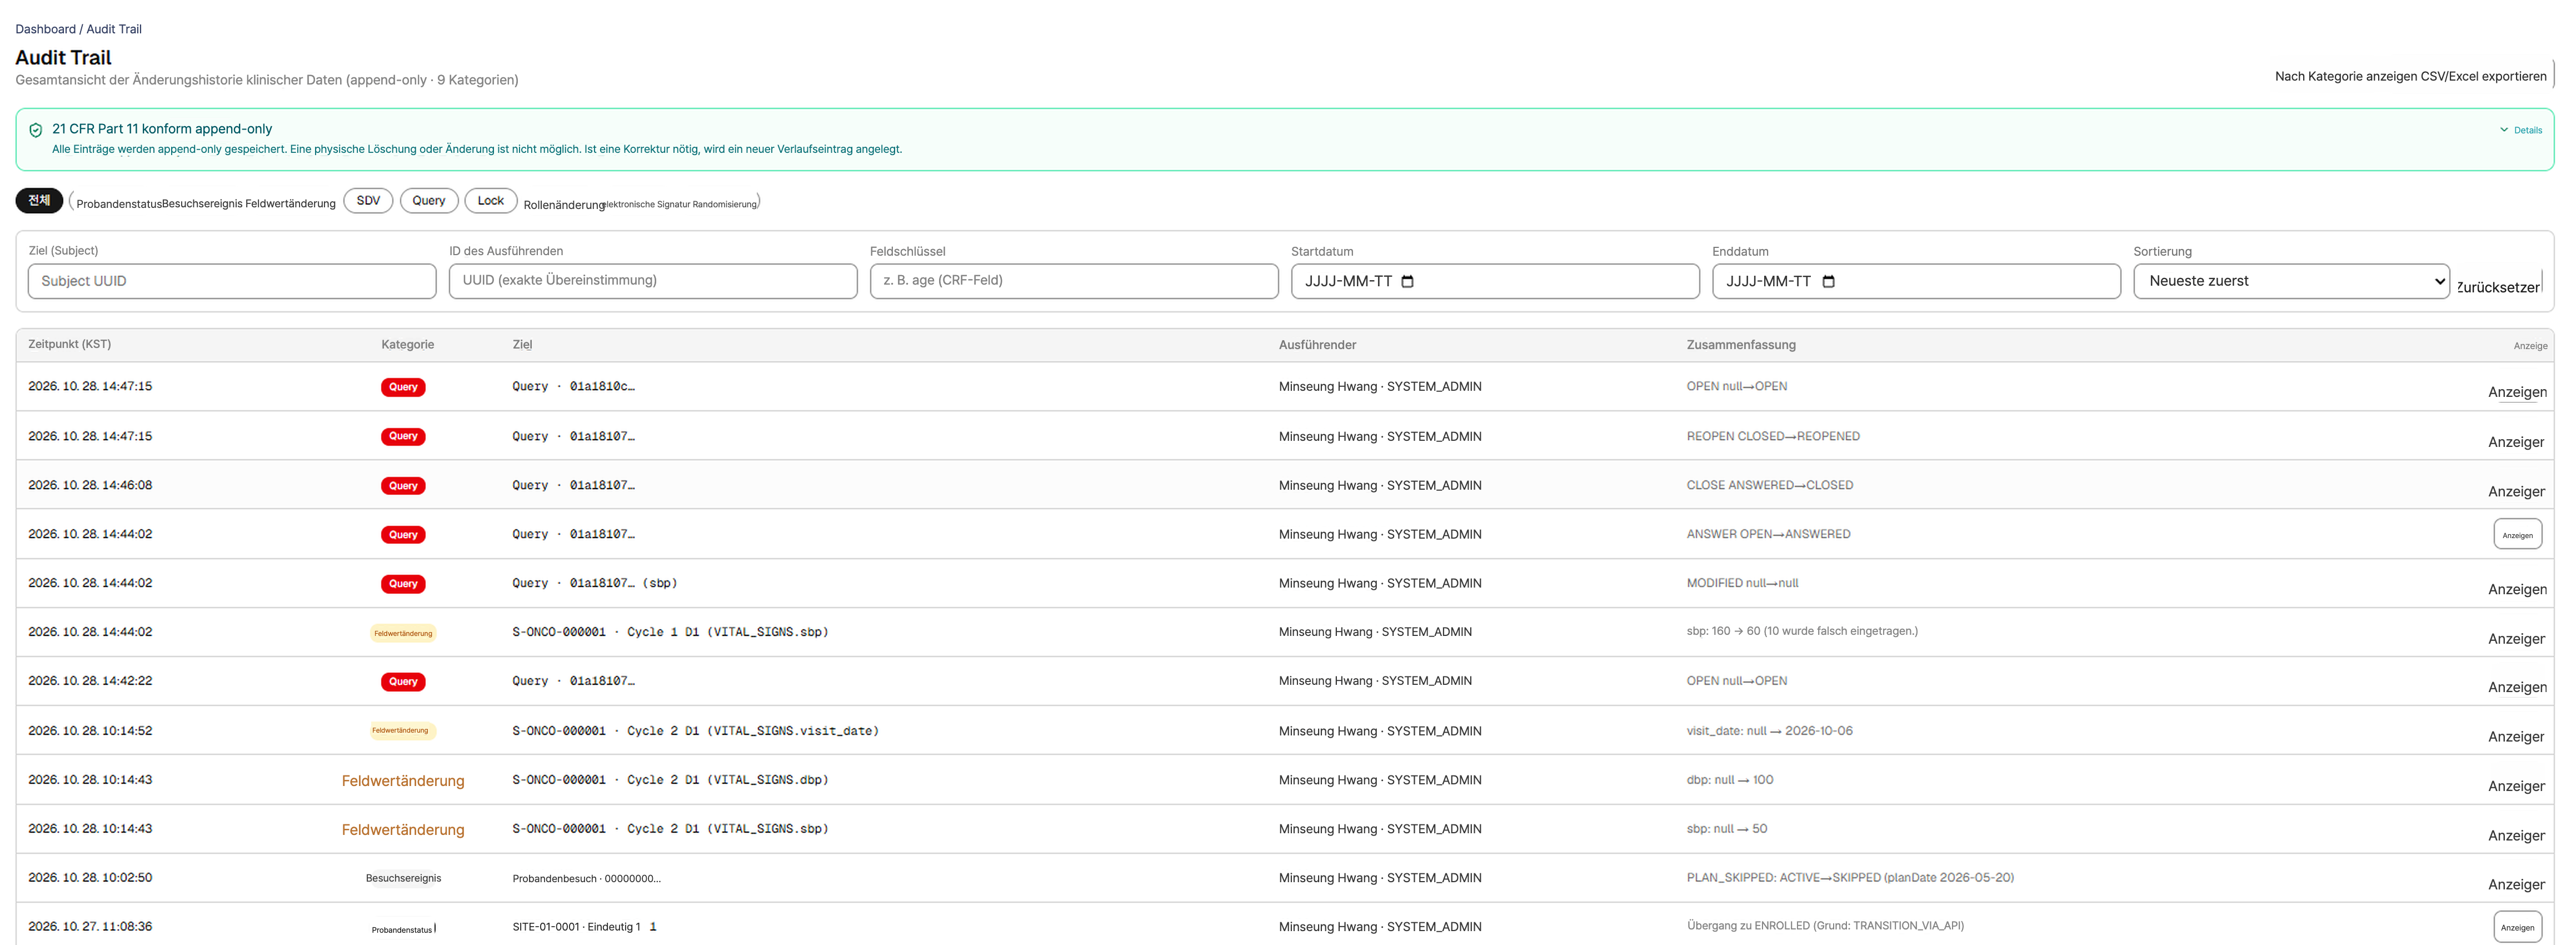 Dashboard / Audit Trail
Audit Trail
Gesamtansicht der Änderungshistorie klinischer Daten (append-only · 9 Kategorien)
Nach Kategorie anzeigen CSV/Excel exportieren
21 CFR Part 11 konform append-only
Details
Alle Einträge werden append-only gespeichert. Eine physische Löschung oder Änderung ist nicht möglich. Ist eine Korrektur nötig, wird ein neuer Verlaufseintrag angelegt.
전체 ProbandenstatusBesuchsereignis Feldwertänderung SDV Query Lock Rollenänderung elektronische Signatur Randomisierung
Ziel (Subject) ID des Ausführenden Feldschlüssel Startdatum Enddatum Sortierung
Subject UUID UUID (exakte Übereinstimmung) z. B. age (CRF-Feld) JJJJ-MM-TT JJJJ-MM-TT Neueste zuerst Zurücksetzer
Zeitpunkt (KST) Kategorie Ziel Ausführender Zusammenfassung Anzeige
2026. 10. 28. 14:47:15 Query Query · 01a1810c… Minseung Hwang · SYSTEM_ADMIN OPEN null→OPEN Anzeigen
2026. 10. 28. 14:47:15 Query Query · 01a18107… Minseung Hwang · SYSTEM_ADMIN REOPEN CLOSED→REOPENED Anzeiger
2026. 10. 28. 14:46:08 Query Query · 01a18107… Minseung Hwang · SYSTEM_ADMIN CLOSE ANSWERED→CLOSED Anzeiger
2026. 10. 28. 14:44:02 Query Query · 01a18107… Minseung Hwang · SYSTEM_ADMIN ANSWER OPEN→ANSWERED Anzeigen
2026. 10. 28. 14:44:02 Query Query · 01a18107… (sbp) Minseung Hwang · SYSTEM_ADMIN MODIFIED null→null Anzeigen
2026. 10. 28. 14:44:02 Feldwertänderung S-ONCO-000001 · Cycle 1 D1 (VITAL_SIGNS.sbp) Minseung Hwang · SYSTEM_ADMIN sbp: 160 → 60 (10 wurde falsch eingetragen.) Anzeiger
2026. 10. 28. 14:42:22 Query Query · 01a18107… Minseung Hwang · SYSTEM_ADMIN OPEN null→OPEN Anzeigen
2026. 10. 28. 10:14:52 Feldwertänderung S-ONCO-000001 · Cycle 2 D1 (VITAL_SIGNS.visit_date) Minseung Hwang · SYSTEM_ADMIN visit_date: null → 2026-10-06 Anzeiger
2026. 10. 28. 10:14:43 Feldwertänderung S-ONCO-000001 · Cycle 2 D1 (VITAL_SIGNS.dbp) Minseung Hwang · SYSTEM_ADMIN dbp: null → 100 Anzeiger
2026. 10. 28. 10:14:43 Feldwertänderung S-ONCO-000001 · Cycle 2 D1 (VITAL_SIGNS.sbp) Minseung Hwang · SYSTEM_ADMIN sbp: null → 50 Anzeiger
2026. 10. 28. 10:02:50 Besuchsereignis Probandenbesuch · 00000000... Minseung Hwang · SYSTEM_ADMIN PLAN_SKIPPED: ACTIVE→SKIPPED (planDate 2026-05-20) Anzeiger
2026. 10. 27. 11:08:36 Probandenstatus SITE-01-0001 · Eindeutig 1 1 Minseung Hwang · SYSTEM_ADMIN Übergang zu ENROLLED (Grund: TRANSITION_VIA_API) Anzeigen